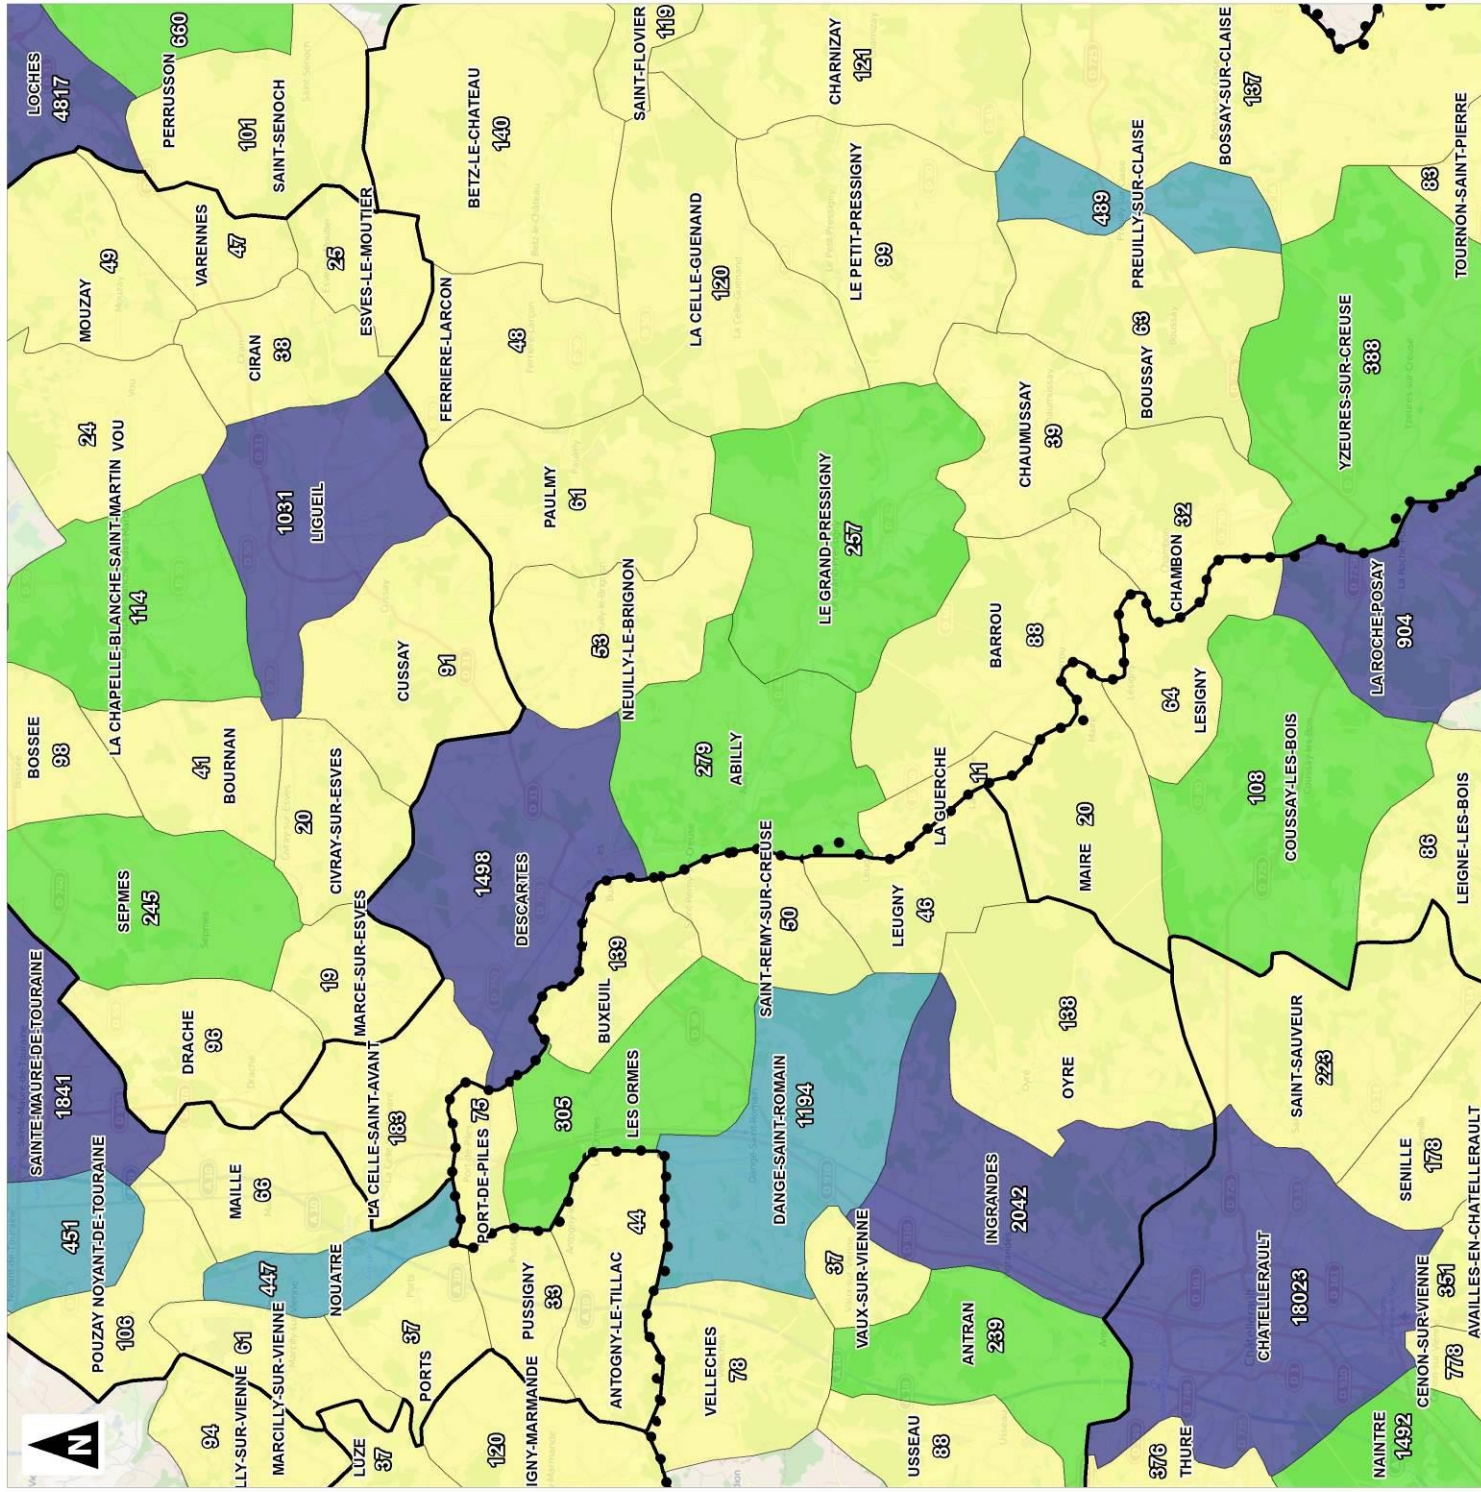 N
LLY-SUR-VIENNE
94
MARCILLY-SUR-VIENNE
61
POUZAY
106
NOYANT-DE-TOURAINE
451
SAINTE-MAURE-DE-TOURAINE
1841
SEPMES
245
BOSSEE
98
LA CHAPELLE-BLANCHE-SAINT-MARTIN
114
VOU
24
MOUZAY
49
LOCHES
4817
PERRUSSON
660
LUZE
37
PORTS
37
NOUATRE
447
MAILLE
66
DRACHE
96
MARCE-SUR-ESVES
19
CIVRAY-SUR-ESVES
20
BOURNAN
41
LIGUEIL
1031
CIRAN
38
VARENNES
47
ESVES-LE-MOUTIER
25
SAINT-SENOCH
101
IGNY-MARMANDE
120
PUSSIGNY
33
ANTOGNY-LE-TILLAC
44
PORT-DE-PILES
75
LA CELLE-SAINT-AVANT
183
DESCARTES
1498
CUSSAY
91
NEUILLY-LE-BRIGNON
53
PAULMY
61
FERRIERE-LARCON
48
BETZ-LE-CHATEAU
140
SAINT-FLOVIER
119
VELLECHES
78
LES ORMES
305
BUXEUIL
139
SAINT-REMY-SUR-CREUSE
50
ABILLY
279
LE GRAND-PRESSIGNY
257
LA CELLE-GUENAND
120
LE PETIT-PRESSIGNY
99
CHARNIZAY
121
USSEAU
88
ANTRAN
239
VAUX-SUR-VIENNE
37
DANGE-SAINT-ROMAIN
1194
LEUGNY
46
LA GUERCHE
11
BARROU
88
CHAUMUSSAY
39
BOUSSAY
63
PREUILLY-SUR-CLAISE
489
BOSSAY-SUR-CLAISE
137
INGRANDES
2042
OYRE
138
MAIRE
20
LESIGNY
64
CHAMBON
32
THURE
376
CHATELLERAULT
18023
SAINT-SAUVEUR
223
COUSSAY-LES-BOIS
108
LA ROCHE-POSAY
904
YZEURES-SUR-CREUSE
388
TOURNON-SAINT-PIERRE
83
NAINTRE
1492
CENON-SUR-VIENNE
778
AVAILLES-EN-CHATELLERAULT
351
SENILLE
178
LEIGNE-LES-BOIS
86